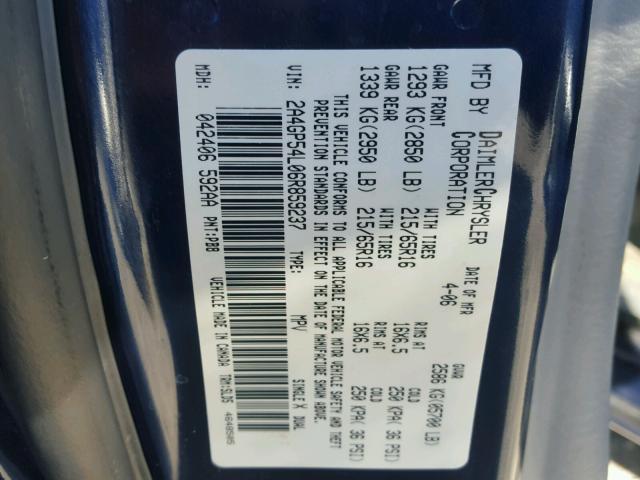 MFD BY DAIMLERCHRYSLER CORPORATION DATE OF MFR 4-06 GVWR 2586 KG(05700 LB)
GAWR FRONT WITH TIRES RIMS AT COLD
1293 KG(2850 LB) 215/65R16 16X6.5 250 KPA( 36 PSI)
GAWR REAR WITH TIRES RIMS AT COLD
1339 KG(2950 LB) 215/65R16 16X6.5 250 KPA( 36 PSI)
THIS VEHICLE CONFORMS TO ALL APPLICABLE FEDERAL MOTOR VEHICLE SAFETY AND THEFT
PREVENTION STANDARDS IN EFFECT ON THE DATE OF MANUFACTURE SHOWN ABOVE.
VIN: 2A4GP54L06R859237 TYPE: MPV SINGLE X DUAL
MDH: 042406 592AA PNT:PBB VEHICLE MADE IN CANADA TRM:SLDS